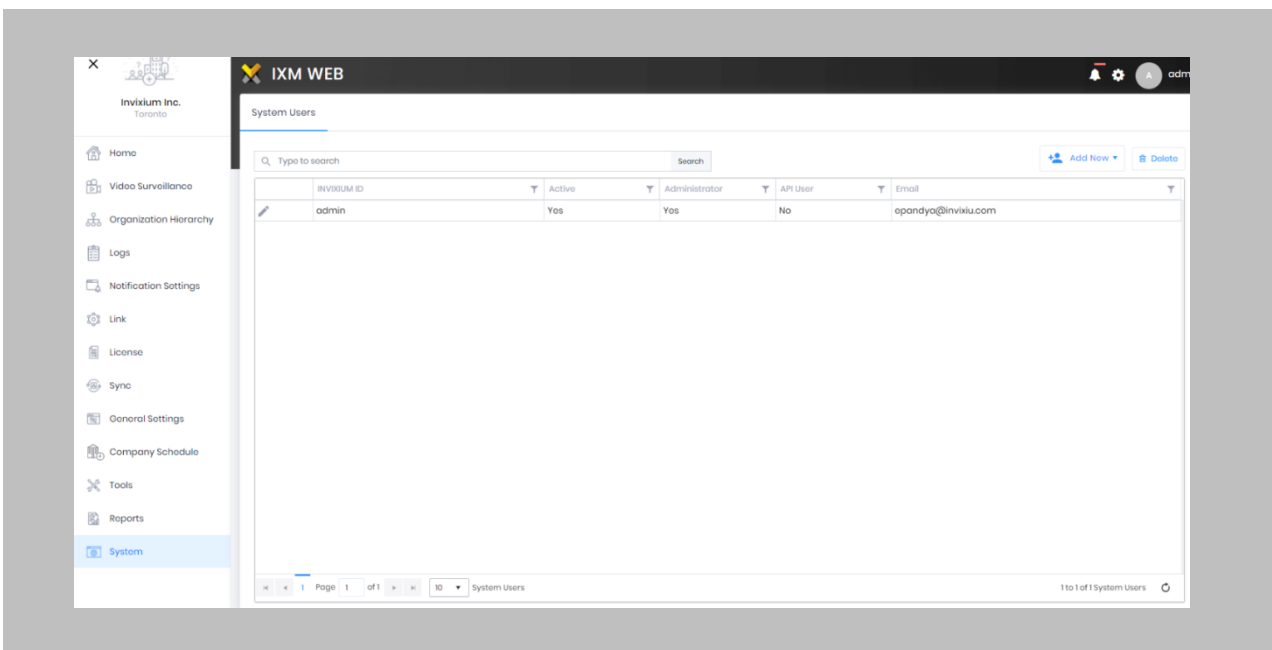 Invixium Inc.
Toronto
Home
Video Surveillance
Organization Hierarchy
Logs
Notification Settings
Link
License
Sync
General Settings
Company Schedule
Tools
Reports
System
IXM WEB
A adm
System Users
Type to search Search Add New Delete
INVIXIUM ID Active Administrator API User Email
admin Yes Yes No opandya@invixiu.com
1 Page 1 of 1 10 System Users 1 to 1 of 1 System Users